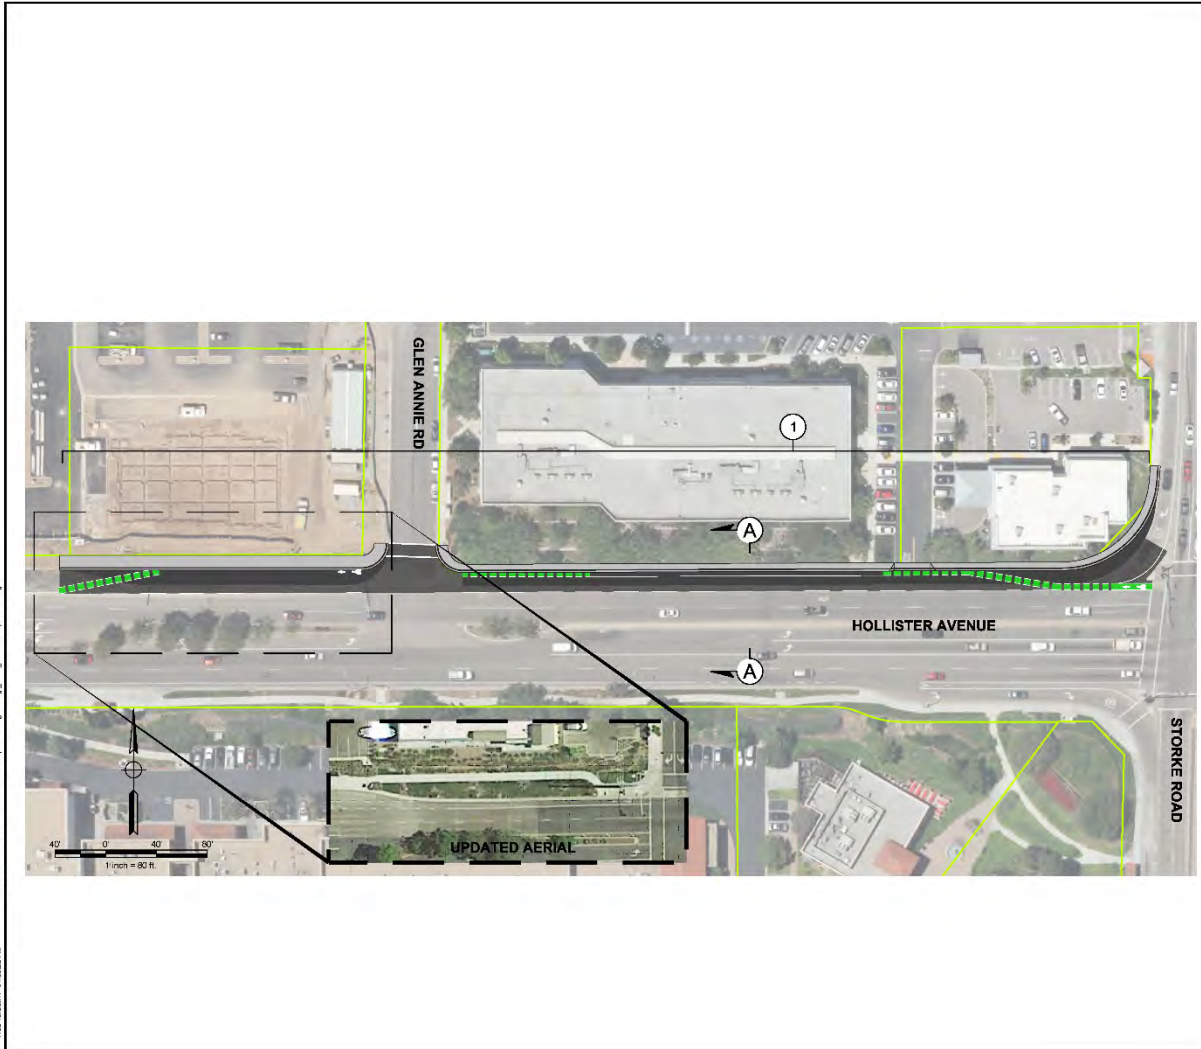 GLEN ANNIE RD
1
A
HOLLISTER AVENUE
A
STORKE ROAD
40' 0' 40' 80'
1 inch = 80 ft.
UPDATED AERIAL